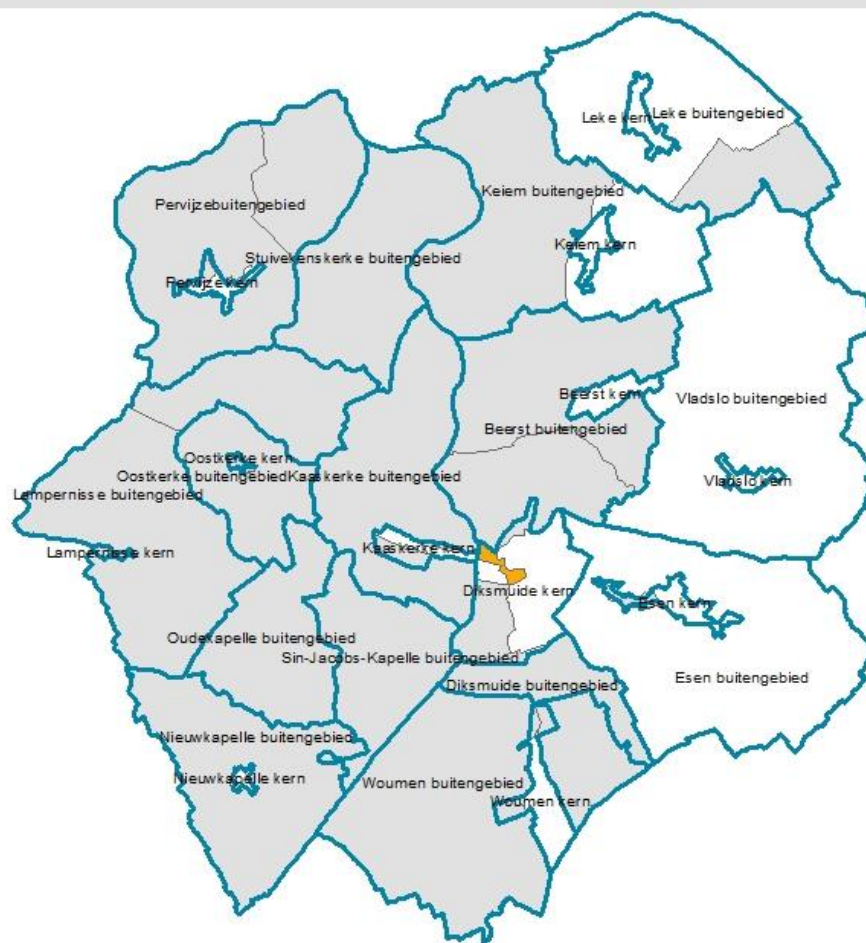 Leke kern
Leke buitengebied
Keiem buitengebied
Pervijzebuitengebied
Keiem kern
Stuivekenskerke buitengebied
Pervijze kern
Beerst kern
Vladslo buitengebied
Beerst buitengebied
Oostkerke kern
Oostkerke buitengebied
Kaaskerke buitengebied
Vladslo kern
Lampernisse buitengebied
Kaaskerke kern
Lampernisse kern
Diksmuide kern
Esen kern
Oudekapelle buitengebied
Sin-Jacobs-Kapelle buitengebied
Esen buitengebied
Diksmuide buitengebied
Nieuwkapelle buitengebied
Nieuwkapelle kern
Woumen buitengebied
Woumen kern